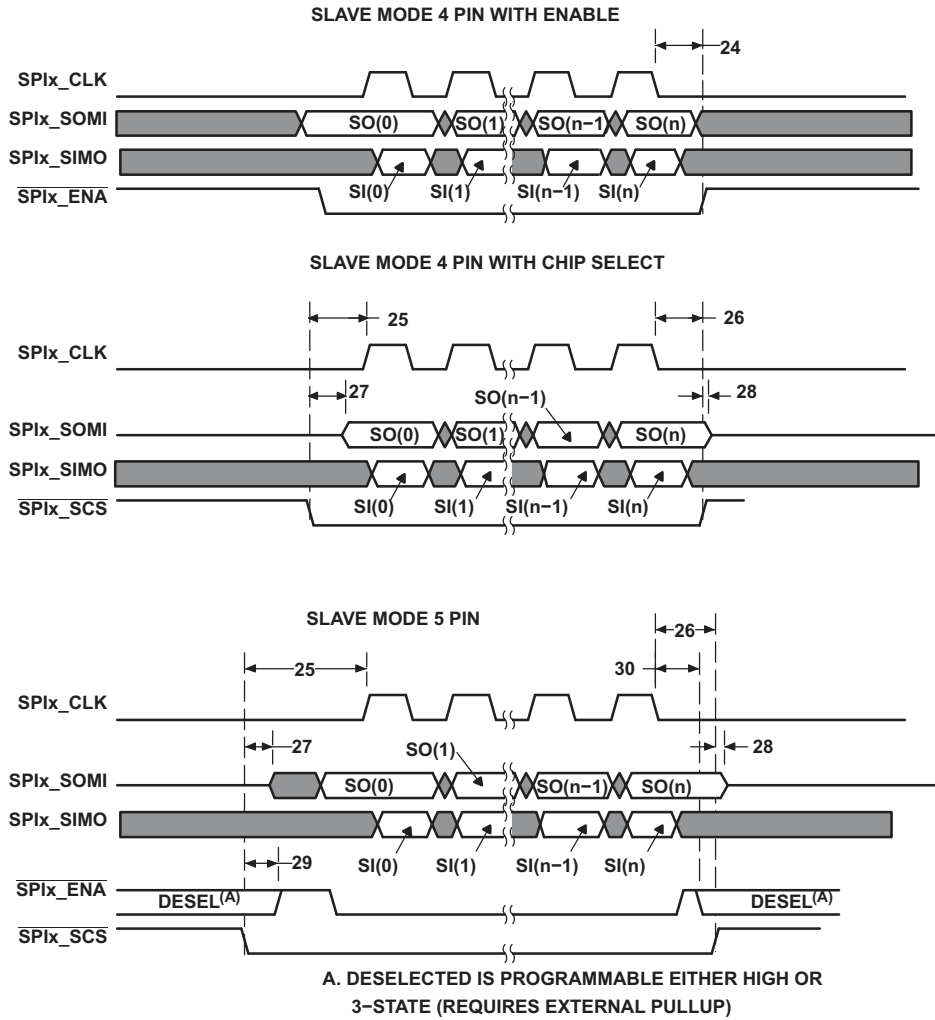 SLAVE MODE 4 PIN WITH ENABLE
24
SPIx_CLK
SPIx_SOMI
SO(0) SO(1) SO(n−1 SO(n)
SPIx_SIMO
SI(0) SI(1) SI(n−1) SI(n)
SPIx_ENA
SLAVE MODE 4 PIN WITH CHIP SELECT
25 26
SPIx_CLK
27 SO(n−1) 28
SPIx_SOMI
SO(0) SO(1) SO(n)
SPIx_SIMO
SI(0) SI(1) SI(n−1) SI(n)
SPIx_SCS
SLAVE MODE 5 PIN
26
25 30
SPIx_CLK
27 SO(1) 28
SPIx_SOMI
SO(0) SO(n−1) SO(n)
SPIx_SIMO
29 SI(0) SI(1) SI(n−1) SI(n)
SPIx_ENA
DESEL(A) DESEL(A)
SPIx_SCS
A. DESELECTED IS PROGRAMMABLE EITHER HIGH OR
3−STATE (REQUIRES EXTERNAL PULLUP)